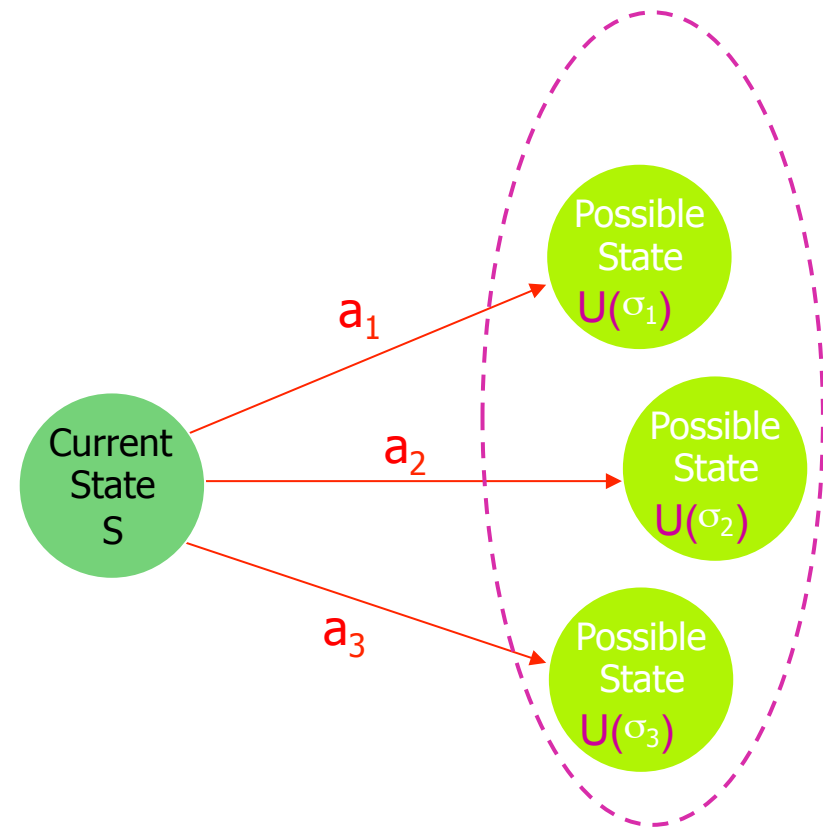 Possible
State
U(σ₁)
a₁
Current
State
S
a₂
Possible
State
U(σ₂)
a₃
Possible
State
U(σ₃)